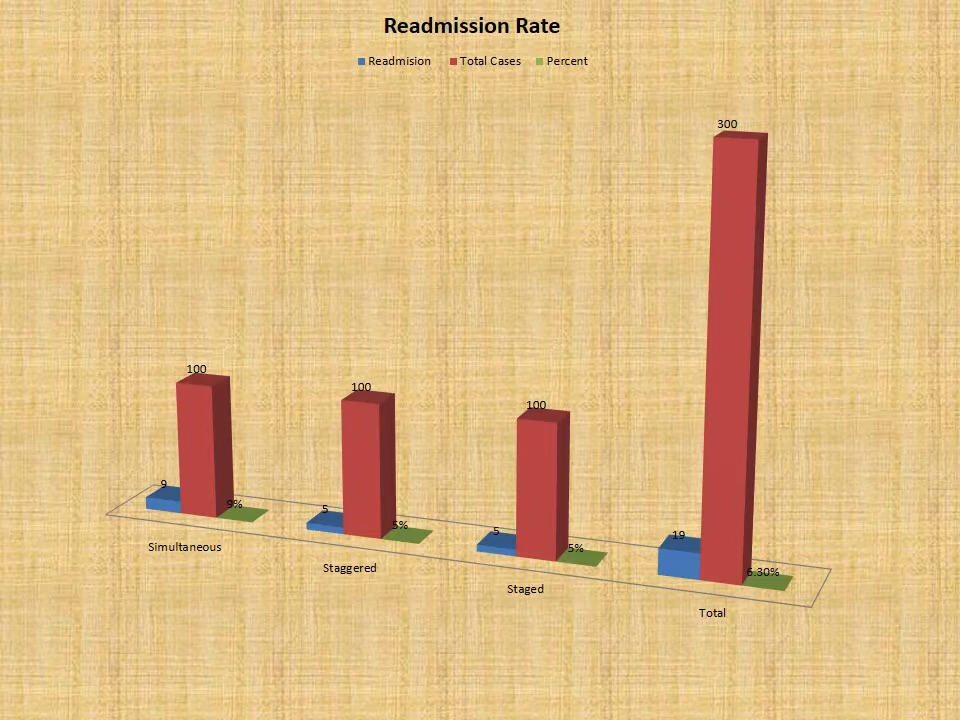 Readmission Rate
Readmision Total Cases Percent
300
100
100
100
9
9%
5
5%
5
5%
19
6.30%
Simultaneous
Staggered
Staged
Total